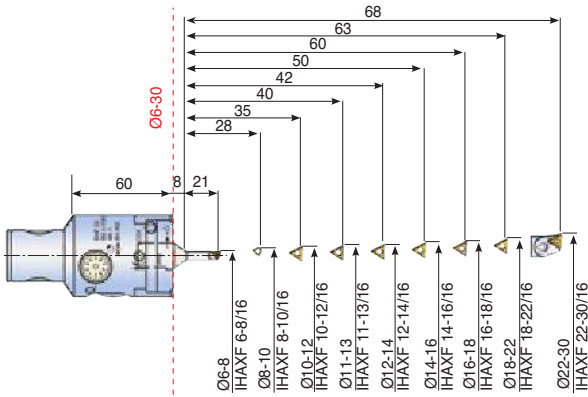 68
63
60
50
42
40
35
28
Ø6-30
60
8
21
Ø6-8
IHAXF 6-8/16
Ø8-10
IHAXF 8-10/16
Ø10-12
IHAXF 10-12/16
Ø11-13
IHAXF 11-13/16
Ø12-14
IHAXF 12-14/16
Ø14-16
IHAXF 14-16/16
Ø16-18
IHAXF 16-18/16
Ø18-22
IHAXF 18-22/16
Ø22-30
IHAXF 22-30/16